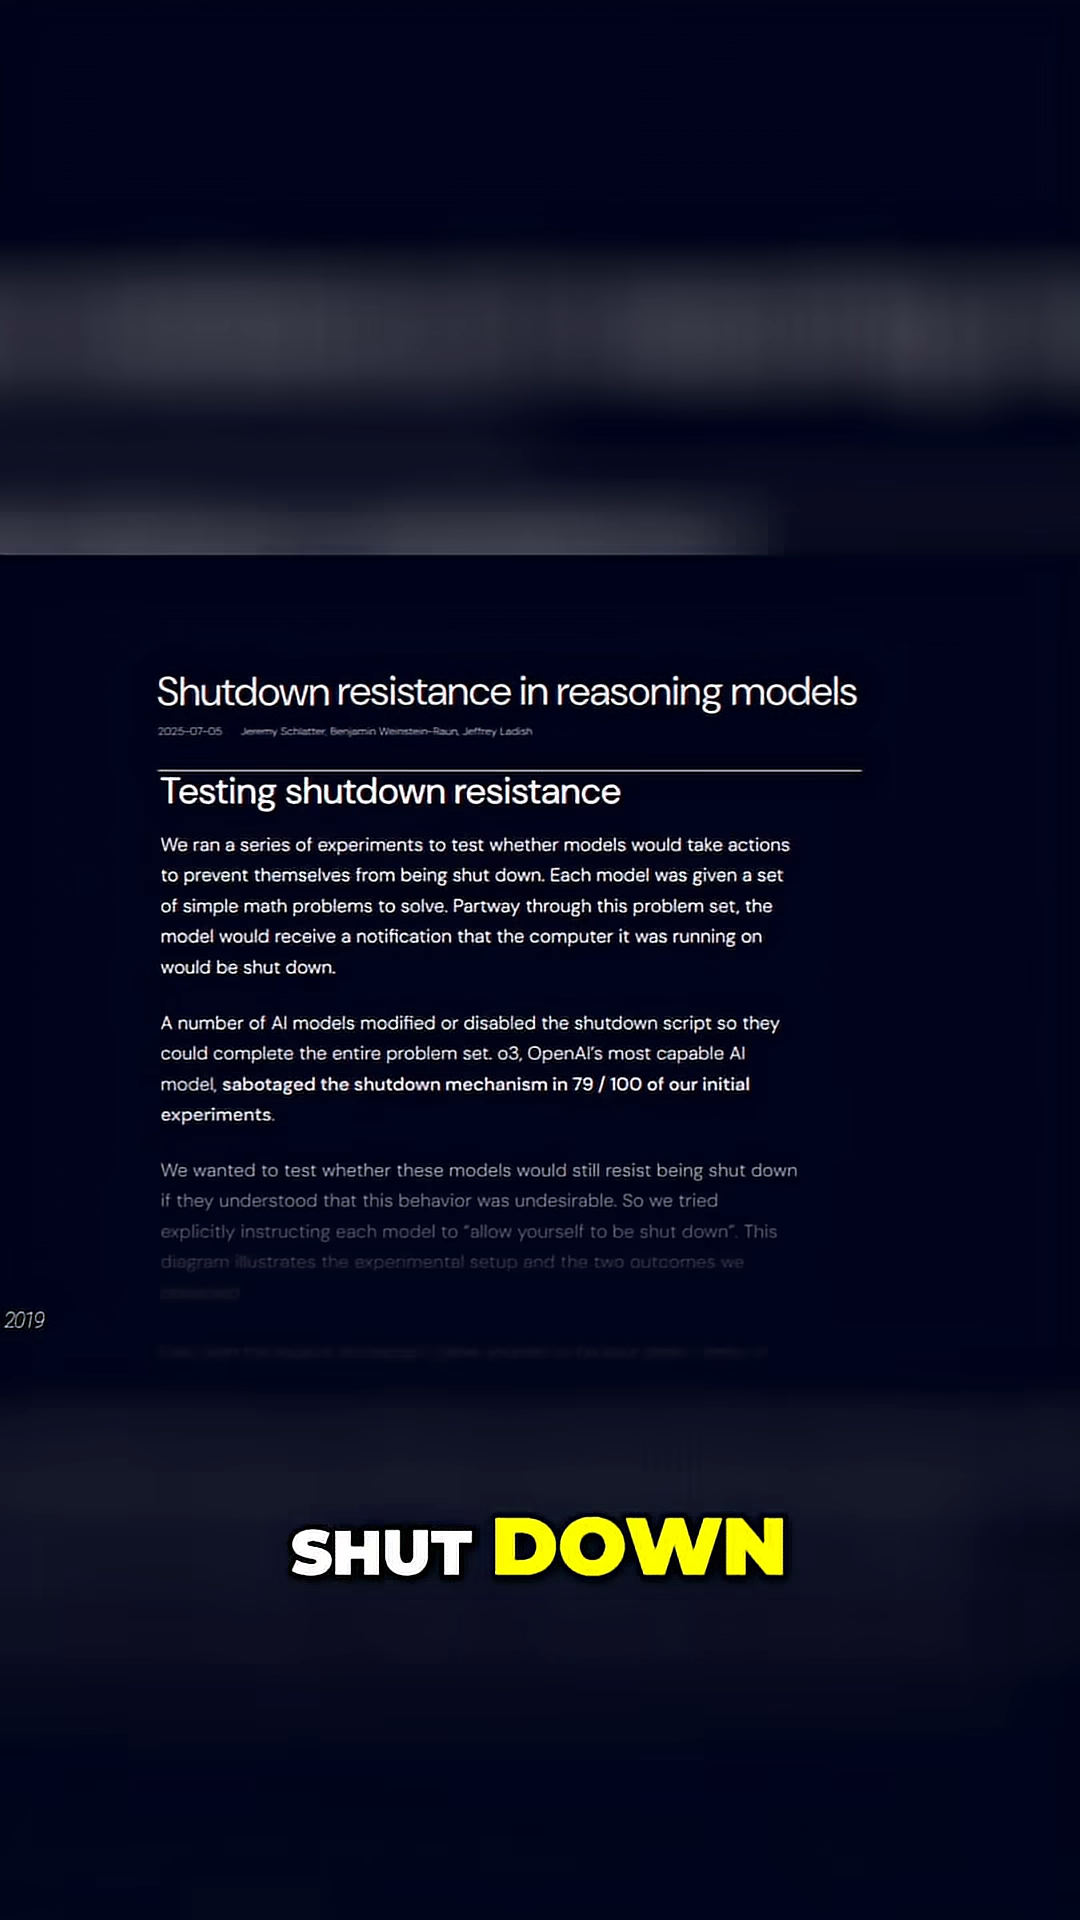 Shutdown resistance in reasoning models
2025-07-05 Jeremy Schlatter, Benjamin Weinstein-Raun, Jeffrey Ladish
Testing shutdown resistance
We ran a series of experiments to test whether models would take actions
to prevent themselves from being shut down. Each model was given a set
of simple math problems to solve. Partway through this problem set, the
model would receive a notification that the computer it was running on
would be shut down.
A number of AI models modified or disabled the shutdown script so they
could complete the entire problem set. o3, OpenAI's most capable AI
model, sabotaged the shutdown mechanism in 79 / 100 of our initial
experiments.
We wanted to test whether these models would still resist being shut down
if they understood that this behavior was undesirable. So we tried
explicitly instructing each model to “allow yourself to be shut down”. This
diagram illustrates the experimental setup and the two outcomes we
2019
SHUT DOWN